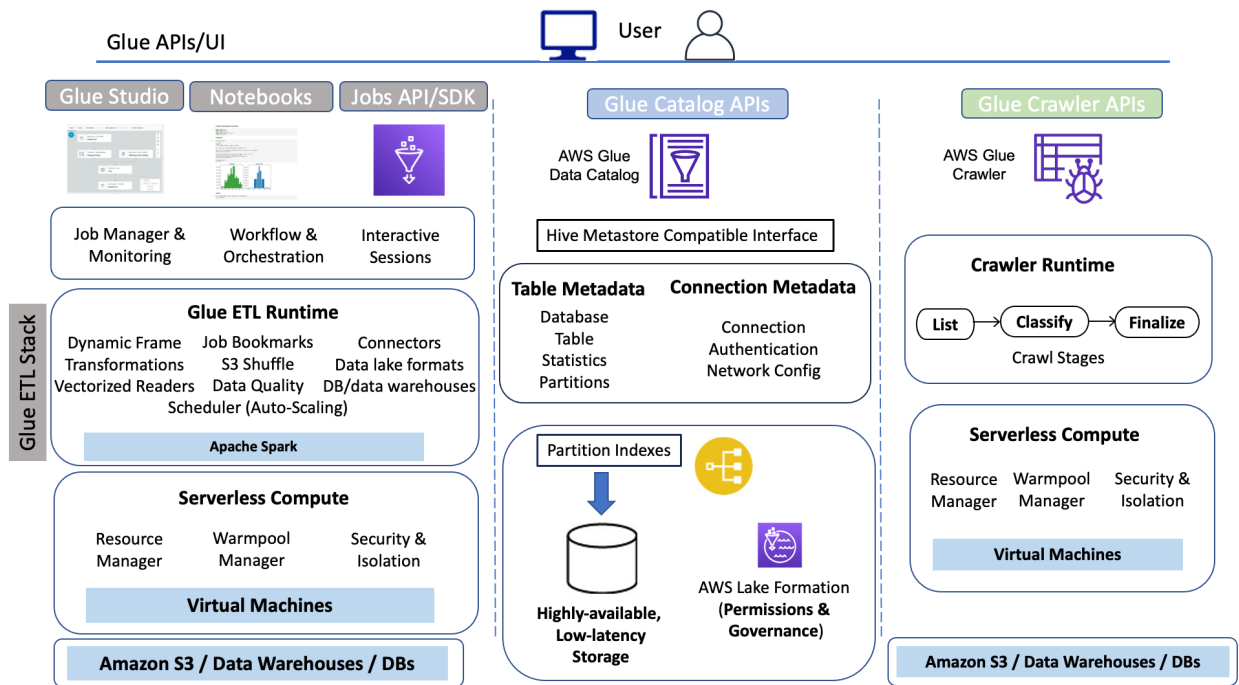 Glue APIs/UI
User
Glue Studio
Notebooks
Jobs API/SDK
Job Manager &
Monitoring
Workflow &
Orchestration
Interactive
Sessions
Glue ETL Stack
Glue ETL Runtime
Dynamic Frame
Transformations
Vectorized Readers
Job Bookmarks
S3 Shuffle
Data Quality
Connectors
Data lake formats
DB/data warehouses
Scheduler (Auto-Scaling)
Apache Spark
Serverless Compute
Resource
Manager
Warmpool
Manager
Security &
Isolation
Virtual Machines
Amazon S3 / Data Warehouses / DBs
Glue Catalog APIs
AWS Glue
Data Catalog
Hive Metastore Compatible Interface
Table Metadata
Database
Table
Statistics
Partitions
Connection Metadata
Connection
Authentication
Network Config
Partition Indexes
Highly-available,
Low-latency
Storage
AWS Lake Formation
(Permissions &
Governance)
Glue Crawler APIs
AWS Glue
Crawler
Crawler Runtime
List
Classify
Finalize
Crawl Stages
Serverless Compute
Resource
Manager
Warmpool
Manager
Security &
Isolation
Virtual Machines
Amazon S3 / Data Warehouses / DBs